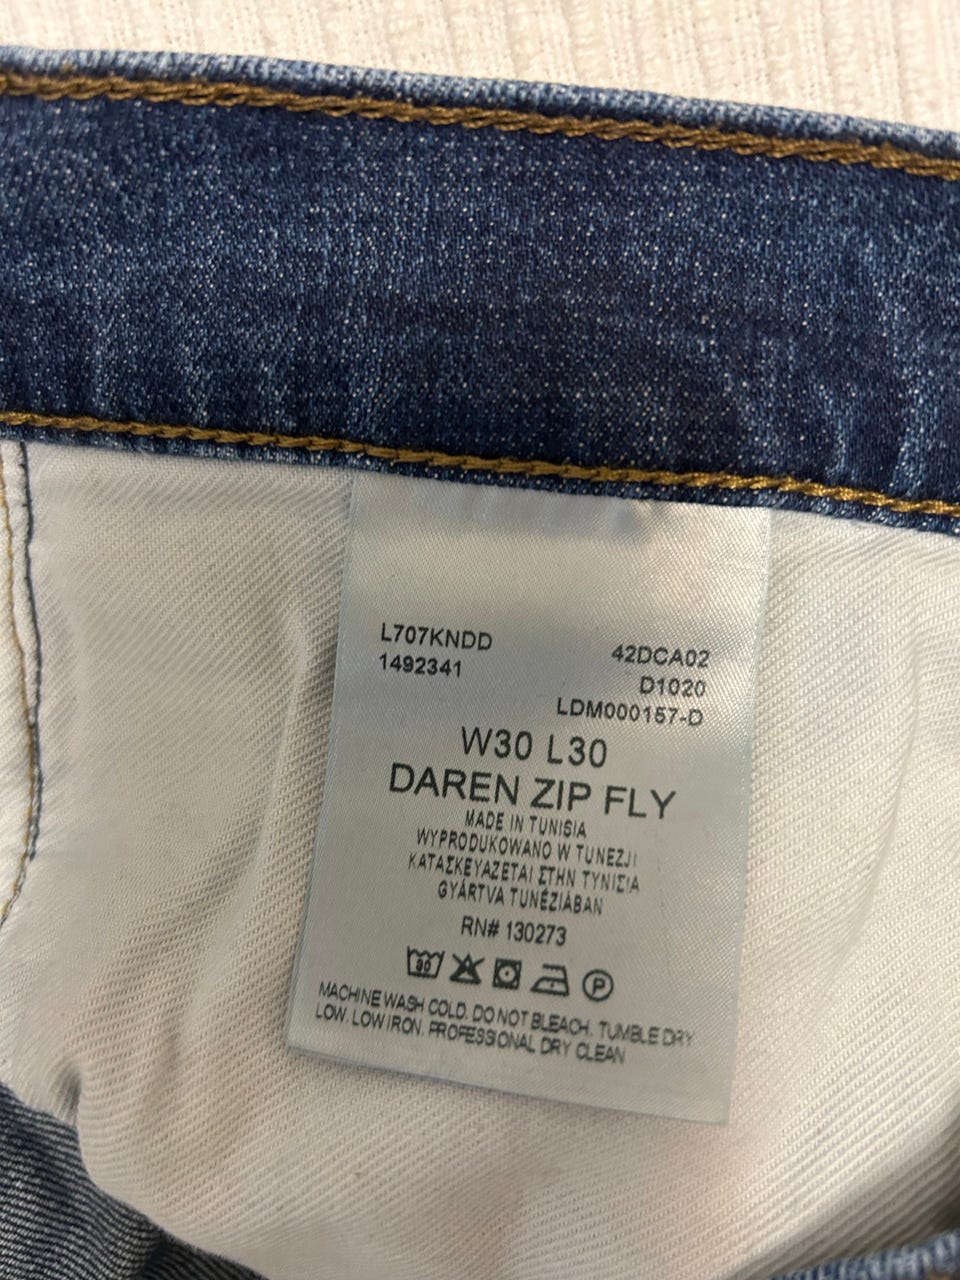 L707KNDD 42DCA02
1492341 D1020
LDM000157-D
W30 L30
DAREN ZIP FLY
MADE IN TUNISIA
WYPRODUKOWANO W TUNEZJI
ΚΑΤΑΣΚΕΥΑΖΕΤΑΙ ΣΤΗΝ ΤΥΝΙΣΙΑ
GYÁRTVA TUNÉZIÁBAN
RN# 130273
30 P
MACHINE WASH COLD. DO NOT BLEACH. TUMBLE DRY
LOW. LOW IRON. PROFESSIONAL DRY CLEAN